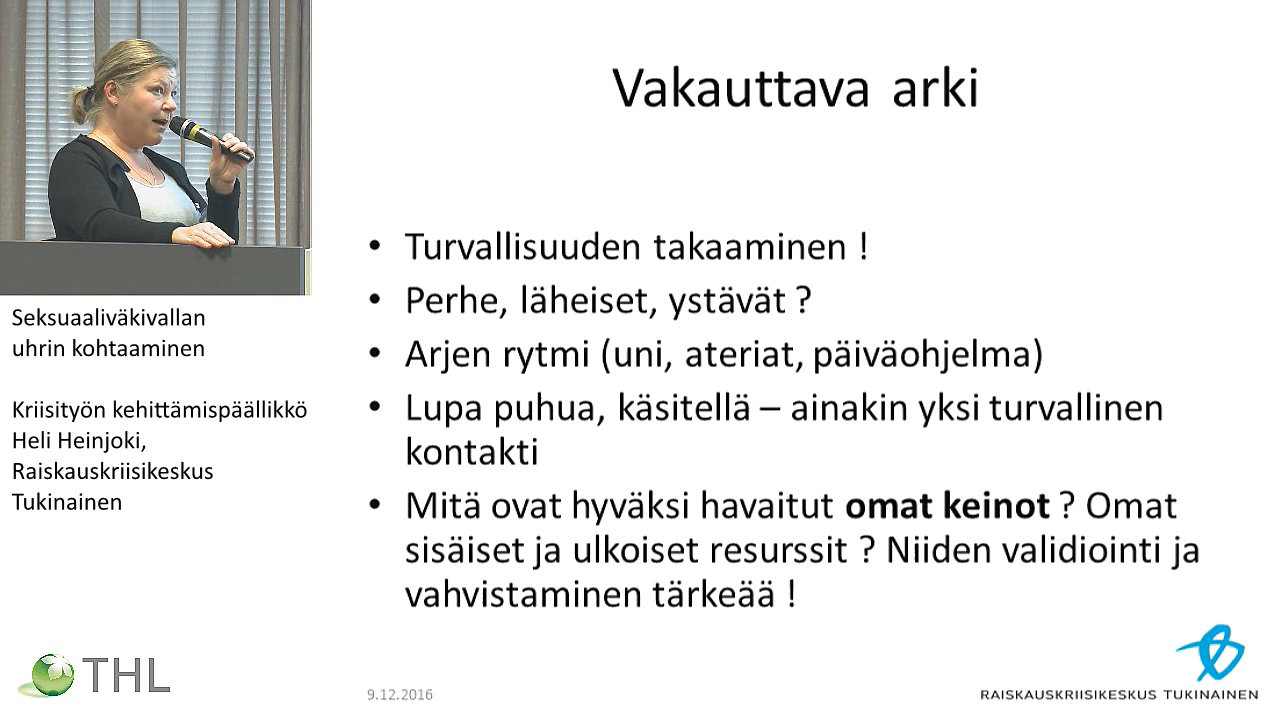 Vakauttava arki
• Turvallisuuden takaaminen !
• Perhe, läheiset, ystävät ?
• Arjen rytmi (uni, ateriat, päiväohjelma)
• Lupa puhua, käsitellä – ainakin yksi turvallinen
kontakti
• Mitä ovat hyväksi havaitut omat keinot ? Omat
sisäiset ja ulkoiset resurssit ? Niiden validiointi ja
vahvistaminen tärkeää !
Seksuaaliväkivallan
uhrin kohtaaminen
Kriisityön kehittämispäällikkö
Heli Heinjoki,
Raiskauskriisikeskus
Tukinainen
THL
9.12.2016
RAISKAUSKRIISIKESKUS TUKINAINEN